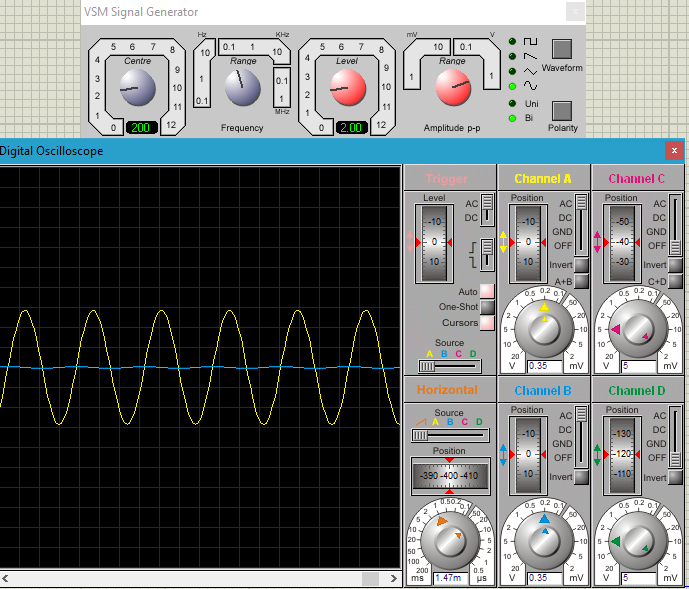 VSM Signal Generator
x
Centre
0 1 2 3 4 5 6 7 8 9 10 11 12
200
Hz KHz
Range
0.1 1 10 0.1 1 10 0.1 1
MHz
Frequency
Level
0 1 2 3 4 5 6 7 8 9 10 11 12
2.00
mV V
Range
1 10 0.1 1
Amplitude p-p
Waveform
Uni
Bi
Polarity
Digital Oscilloscope
x
Trigger
Level
-10
0
10
AC
DC
Auto
One-Shot
Cursors
Source
A B C D
Channel A
Position
-10
0
10
AC
DC
GND
OFF
Invert
A+B
20 10 5 2 1 0.5 0.2 0.1 50 20 10 5 2
V 0.35 mV
Channel C
Position
-50
-40
-30
AC
DC
GND
OFF
Invert
C+D
20 10 5 2 1 0.5 0.2 0.1 50 20 10 5 2
V 5 mV
Horizontal
Source
A B C D
Position
-390 -400 -410
200 100 50 20 10 5 2 1 0.5 0.2 0.1 50 20 10 5 2 1 0.5
ms 1.47m µs
Channel B
Position
-10
0
10
AC
DC
GND
OFF
Invert
20 10 5 2 1 0.5 0.2 0.1 50 20 10 5 2
V 0.35 mV
Channel D
Position
-130
-120
-110
AC
DC
GND
OFF
Invert
20 10 5 2 1 0.5 0.2 0.1 50 20 10 5 2
V 5 mV